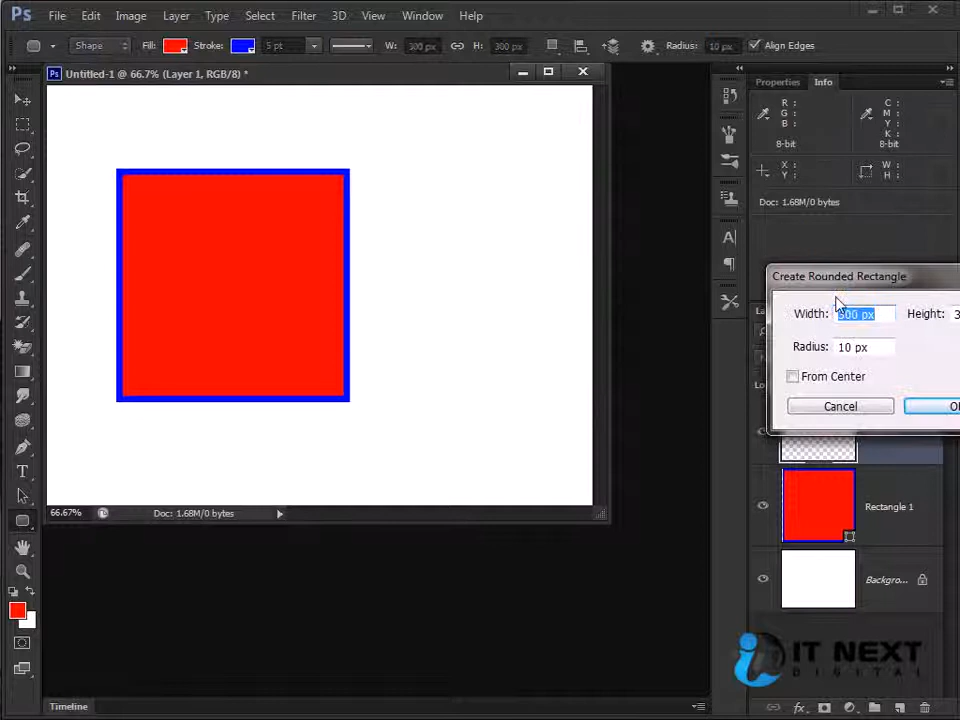 Ps File Edit Image Layer Type Select Filter 3D View Window Help
Shape Fill: Stroke: 5 pt W: 300 px H: 300 px Radius: 10 px Align Edges
Ps Untitled-1 @ 66.7% (Layer 1, RGB/8) *
Properties Info
R : C :
G : M :
B : Y :
K :
8-bit 8-bit
X : W :
Y : H :
Doc: 1.68M/0 bytes
Create Rounded Rectangle
Width: 300 px Height: 3
Radius: 10 px
From Center
Cancel
Rectangle 1
66.67% Doc: 1.68M/0 bytes
Backgro...
IT NEXT
DIGITAL
Timeline
fx